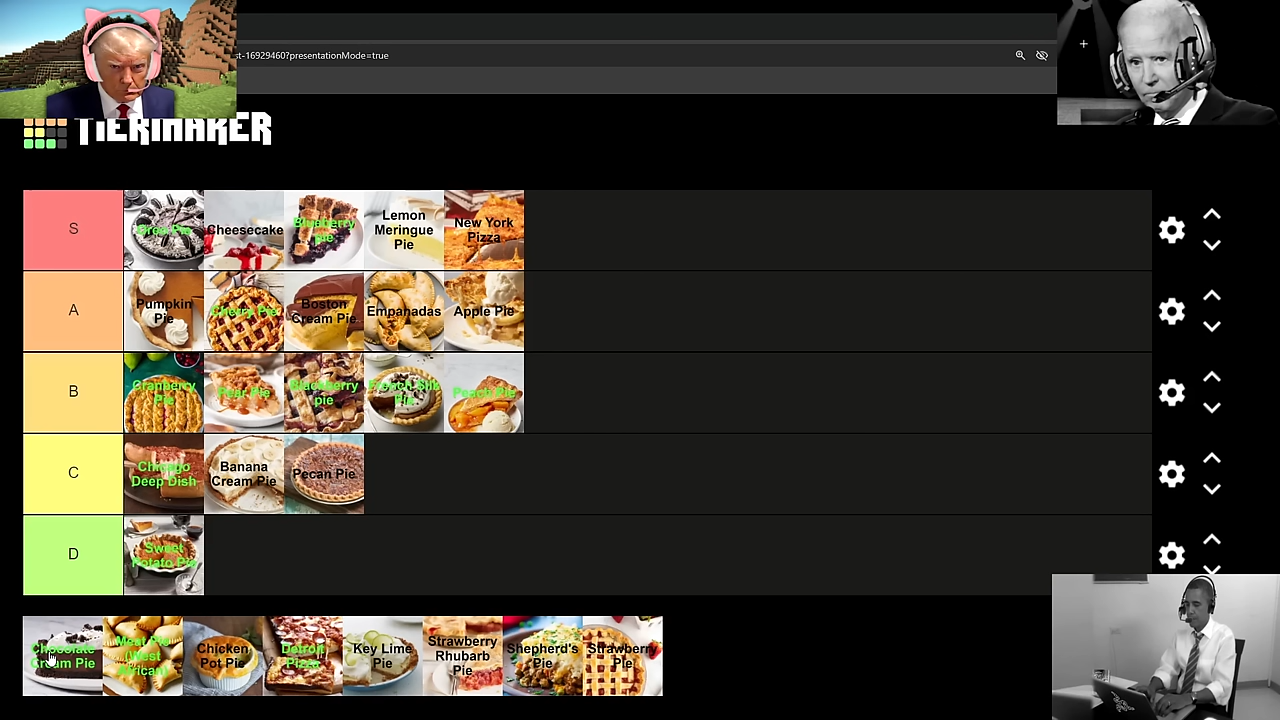 st-16929460?presentationMode=true
TiERMAKER
S
Oreo Pie
Cheesecake
Blueberry
pie
Lemon
Meringue
Pie
New York
Pizza
A
Pumpkin
Pie
Cherry Pie
Boston
Cream Pie
Empanadas
Apple Pie
B
Cranberry
Pie
Pear Pie
Blackberry
pie
French Silk
Pie
Peach Pie
C
Chicago
Deep Dish
Banana
Cream Pie
Pecan Pie
D
Sweet
Potato Pie
Chocolate
Cream Pie
Meat Pie
(West
African)
Chicken
Pot Pie
Detroit
Pizza
Key Lime
Pie
Strawberry
Rhubarb
Pie
Shepherd's
Pie
Strawberry
Pie